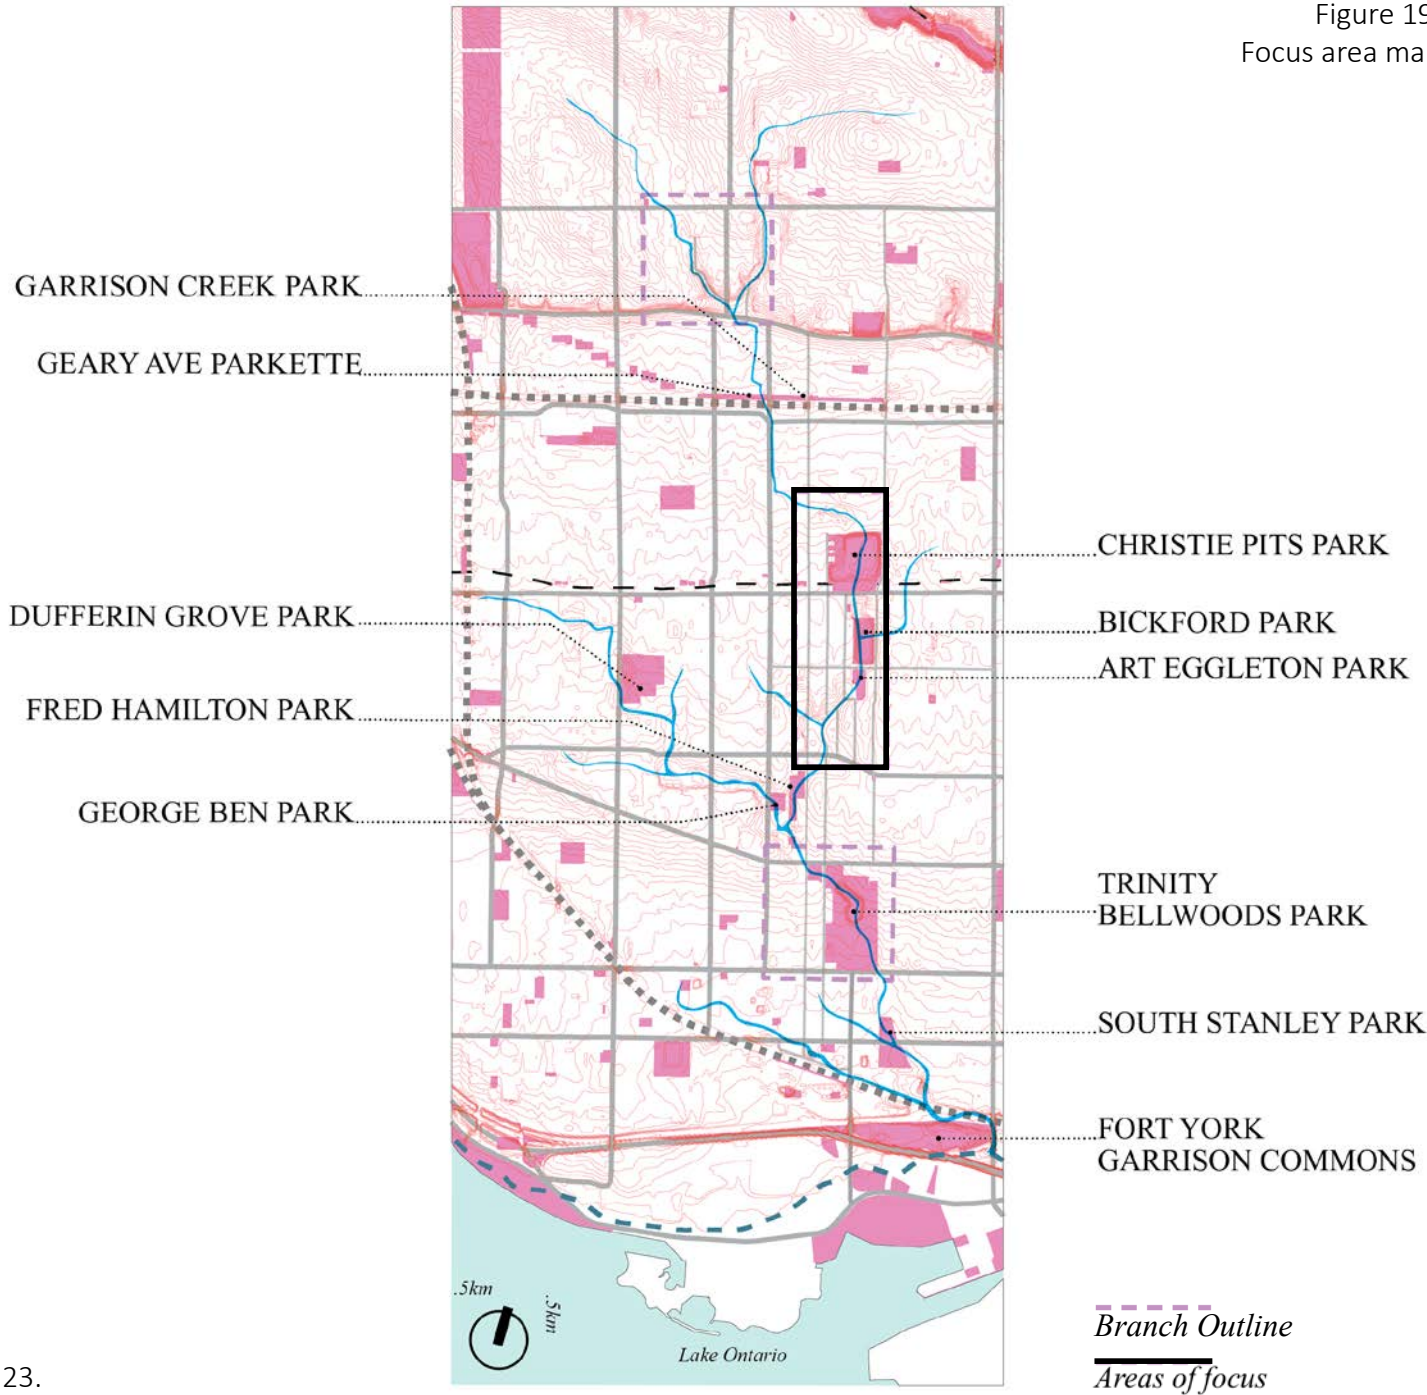 Figure 19
Focus area ma
GARRISON CREEK PARK
GEARY AVE PARKETTE
DUFFERIN GROVE PARK
FRED HAMILTON PARK
GEORGE BEN PARK
CHRISTIE PITS PARK
BICKFORD PARK
ART EGGLETON PARK
TRINITY
BELLWOODS PARK
SOUTH STANLEY PARK
FORT YORK
GARRISON COMMONS
.5km
.5km
Lake Ontario
Branch Outline
Areas of focus
23.